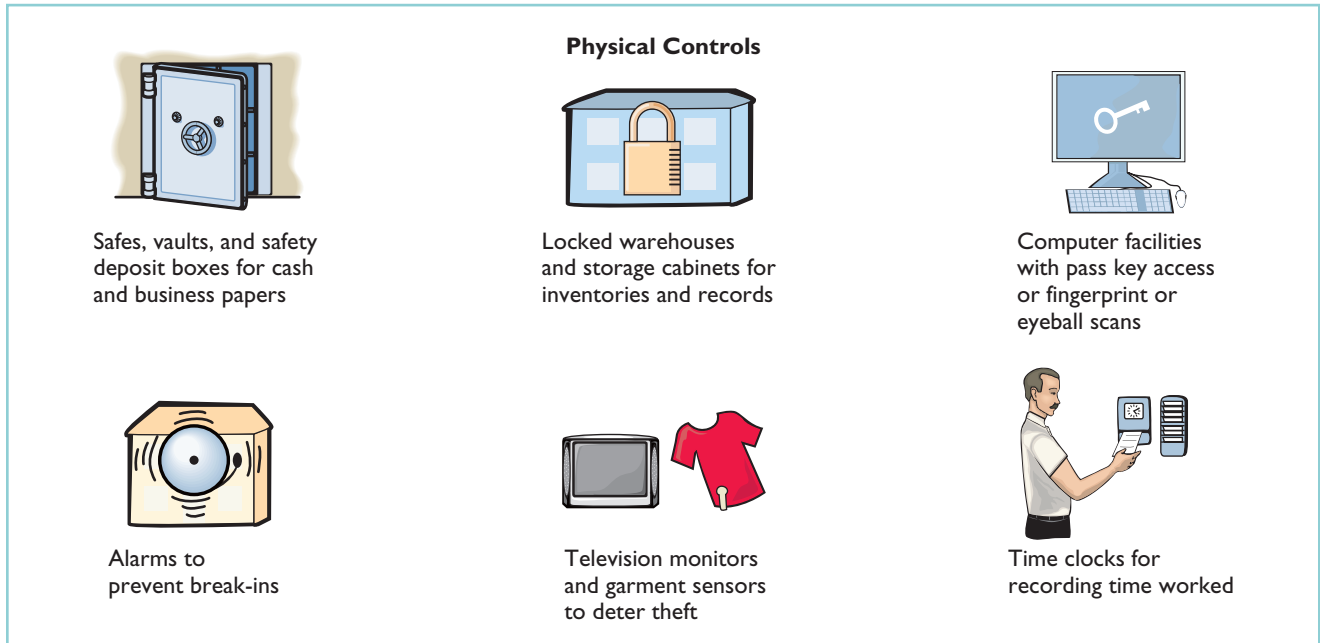 Physical Controls
Safes, vaults, and safety
deposit boxes for cash
and business papers
Locked warehouses
and storage cabinets for
inventories and records
Computer facilities
with pass key access
or fingerprint or
eyeball scans
Alarms to
prevent break-ins
Television monitors
and garment sensors
to deter theft
Time clocks for
recording time worked